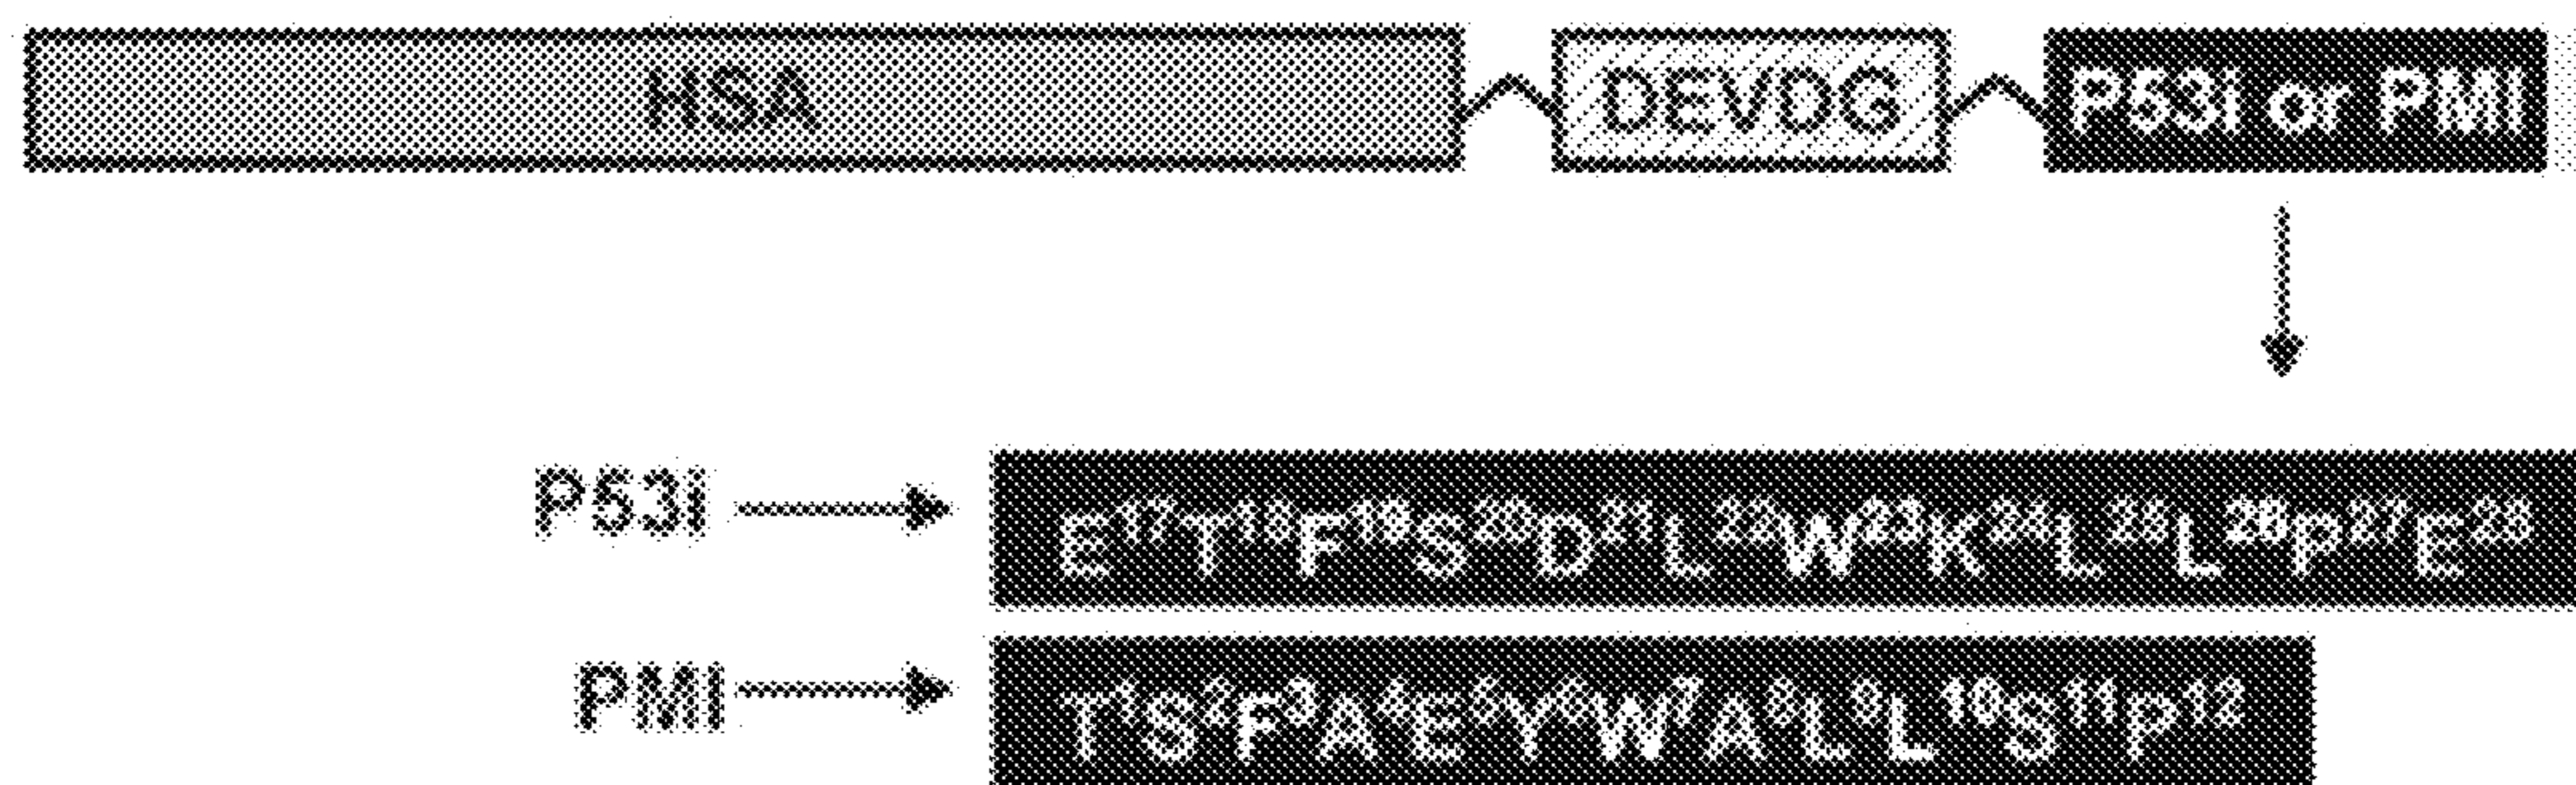 HSA DEVDG P53i or PMI
P53i E¹⁷T¹⁸F¹⁹S²⁰D²¹L²²W²³K²⁴L²⁵L²⁶P²⁷E²⁸
PMI T¹S²F³A⁴E⁵Y⁶W⁷A⁸L⁹L¹⁰S¹¹P¹²